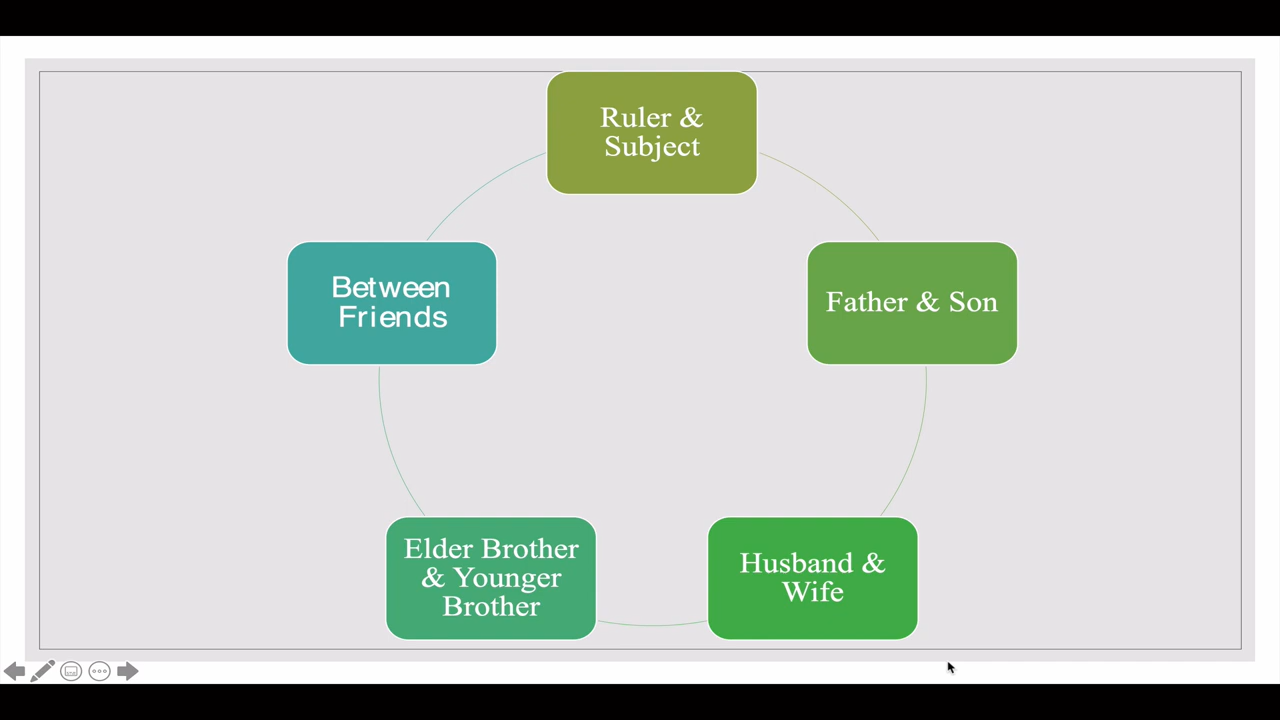 Ruler &
Subject
Father & Son
Husband &
Wife
Elder Brother
& Younger
Brother
Between
Friends